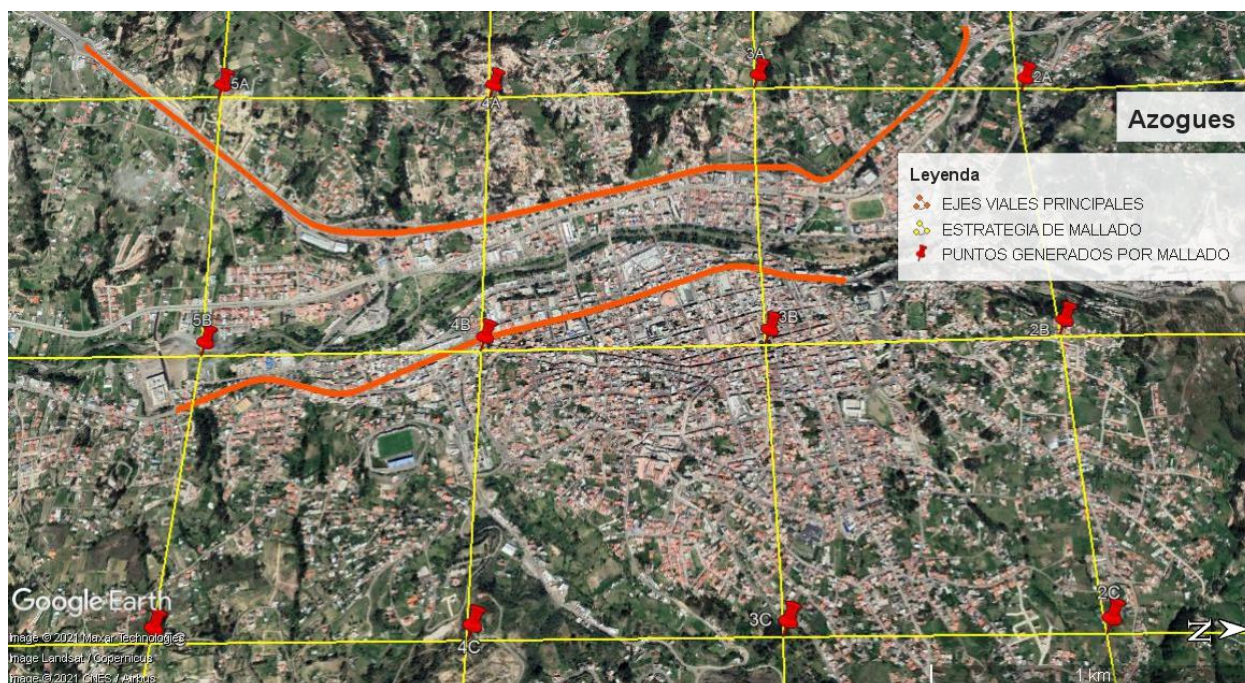 3A
5A
4A
2A
Azogues
Leyenda
EJES VIALES PRINCIPALES
ESTRATEGIA DE MALLADO
PUNTOS GENERADOS POR MALLADO
5B
4B
3B
2B
2C
3C
4C
Google Earth
Image © 2021 Maxar Technologies
Image Landsat / Copernicus
Image © 2021 CNES / Airbus
N
1 km